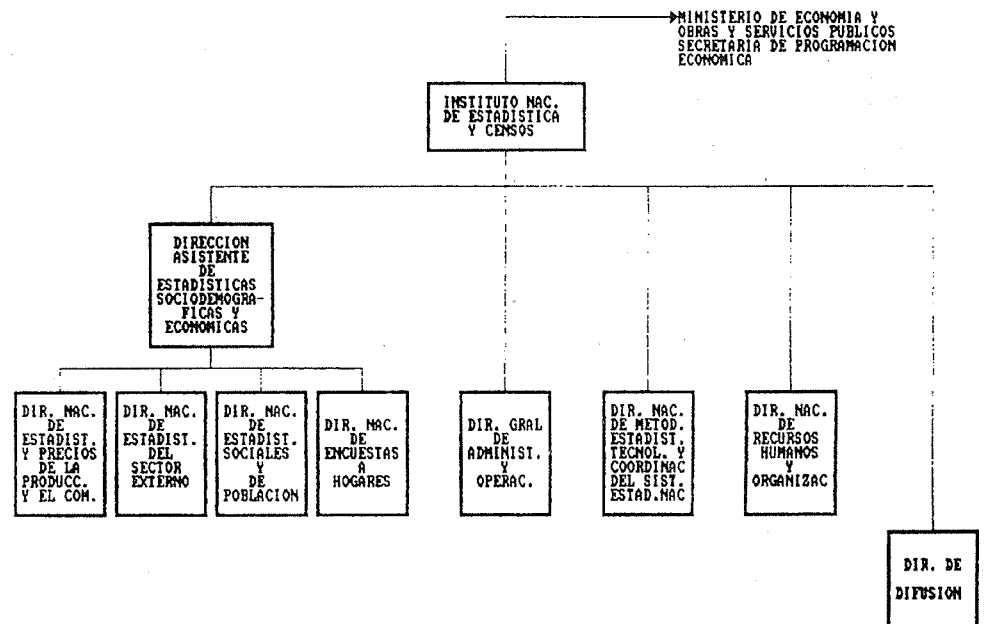 MINISTERIO DE ECONOMIA Y
OBRAS Y SERVICIOS PUBLICOS
SECRETARIA DE PROGRAMACION
ECONOMICA
INSTITUTO NAC.
DE ESTADISTICA
Y CENSOS
DIRECCION
ASISTENTE
DE
ESTADISTICAS
SOCIODEMOGRA-
FICAS Y
ECONOMICAS
DIR. NAC.
DE
ESTADIST.
Y PRECIOS
DE LA
PRODUCC.
Y EL COM.
DIR. NAC.
DE
ESTADIST.
DEL
SECTOR
EXTERNO
DIR. NAC.
DE
ESTADIST.
SOCIALES
Y
DE
POBLACION
DIR. NAC.
DE
ENCUESTAS
A
HOGARES
DIR. GRAL
DE
ADMINIST.
Y
OPERAC.
DIR. NAC.
DE METOD.
ESTADIST,
TECNOL. Y
COORDINAC
DEL SIST.
ESTAD.NAC
DIR. NAC.
DE
RECURSOS
HUMANOS
Y
ORGANIZAC
DIR. DE
DIFUSION